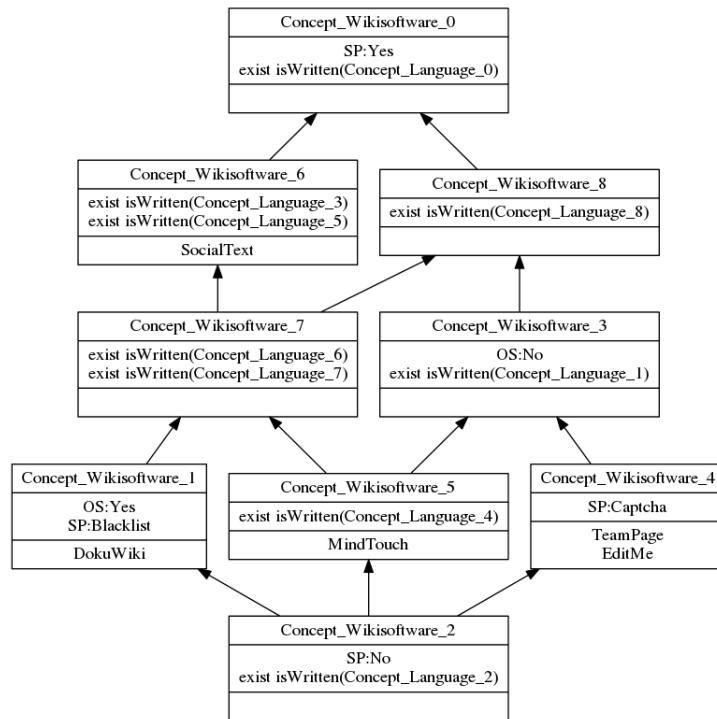 Concept_Wikisoftware_0
SP:Yes
exist isWritten(Concept_Language_0)
Concept_Wikisoftware_6
exist isWritten(Concept_Language_3)
exist isWritten(Concept_Language_5)
SocialText
Concept_Wikisoftware_8
exist isWritten(Concept_Language_8)
Concept_Wikisoftware_7
exist isWritten(Concept_Language_6)
exist isWritten(Concept_Language_7)
Concept_Wikisoftware_3
OS:No
exist isWritten(Concept_Language_1)
Concept_Wikisoftware_1
OS:Yes
SP:Blacklist
DokuWiki
Concept_Wikisoftware_5
exist isWritten(Concept_Language_4)
MindTouch
Concept_Wikisoftware_4
SP:Captcha
TeamPage
EditMe
Concept_Wikisoftware_2
SP:No
exist isWritten(Concept_Language_2)